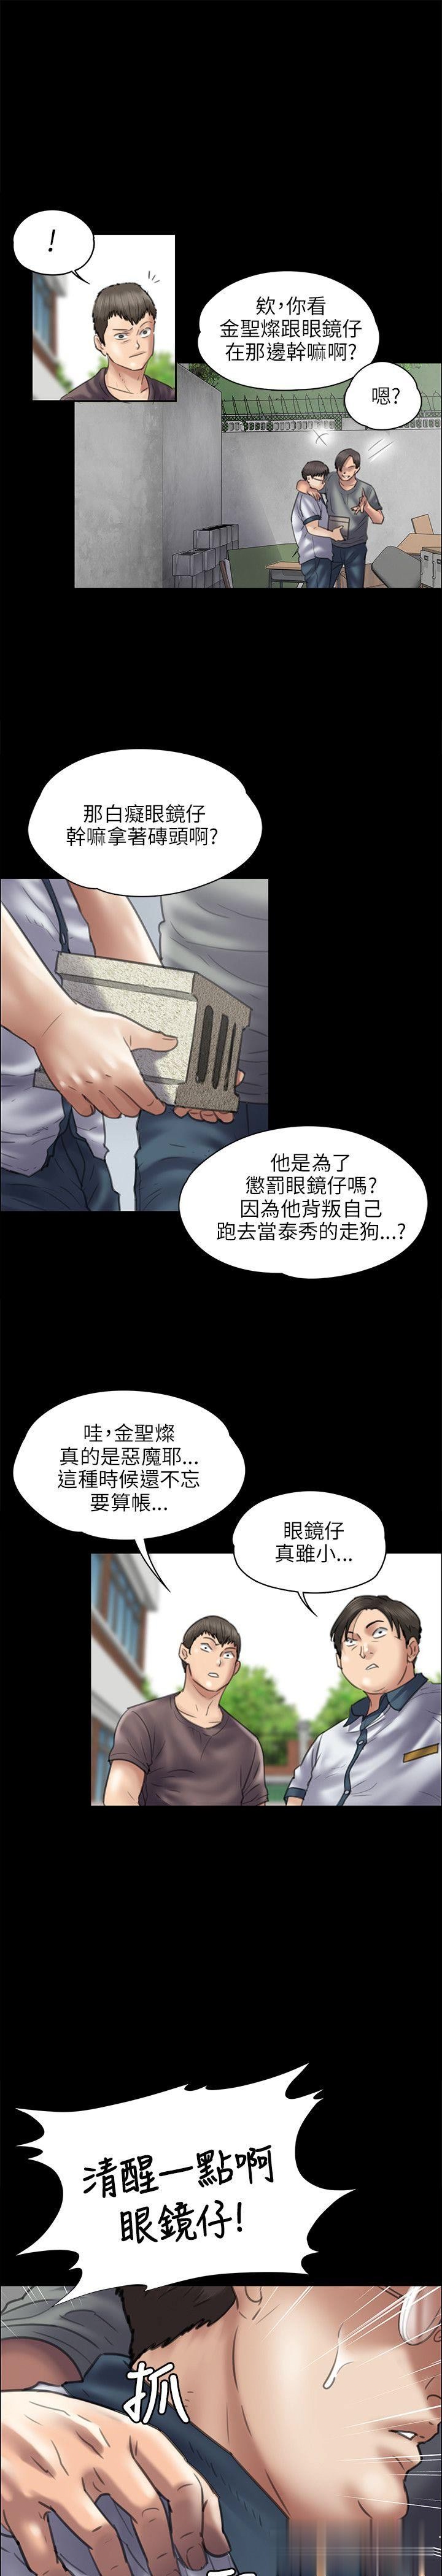 !
欸,你看
金聖燦跟眼鏡仔
在那邊幹嘛啊?
嗯?
那白癡眼鏡仔
幹嘛拿著磚頭啊?
他是為了
懲罰眼鏡仔嗎?
因為他背叛自己
跑去當泰秀的走狗...?
哇,金聖燦
真的是惡魔耶...
這種時候還不忘
要算帳...
眼鏡仔
真雖小...
清醒一點啊
眼鏡仔!
抓